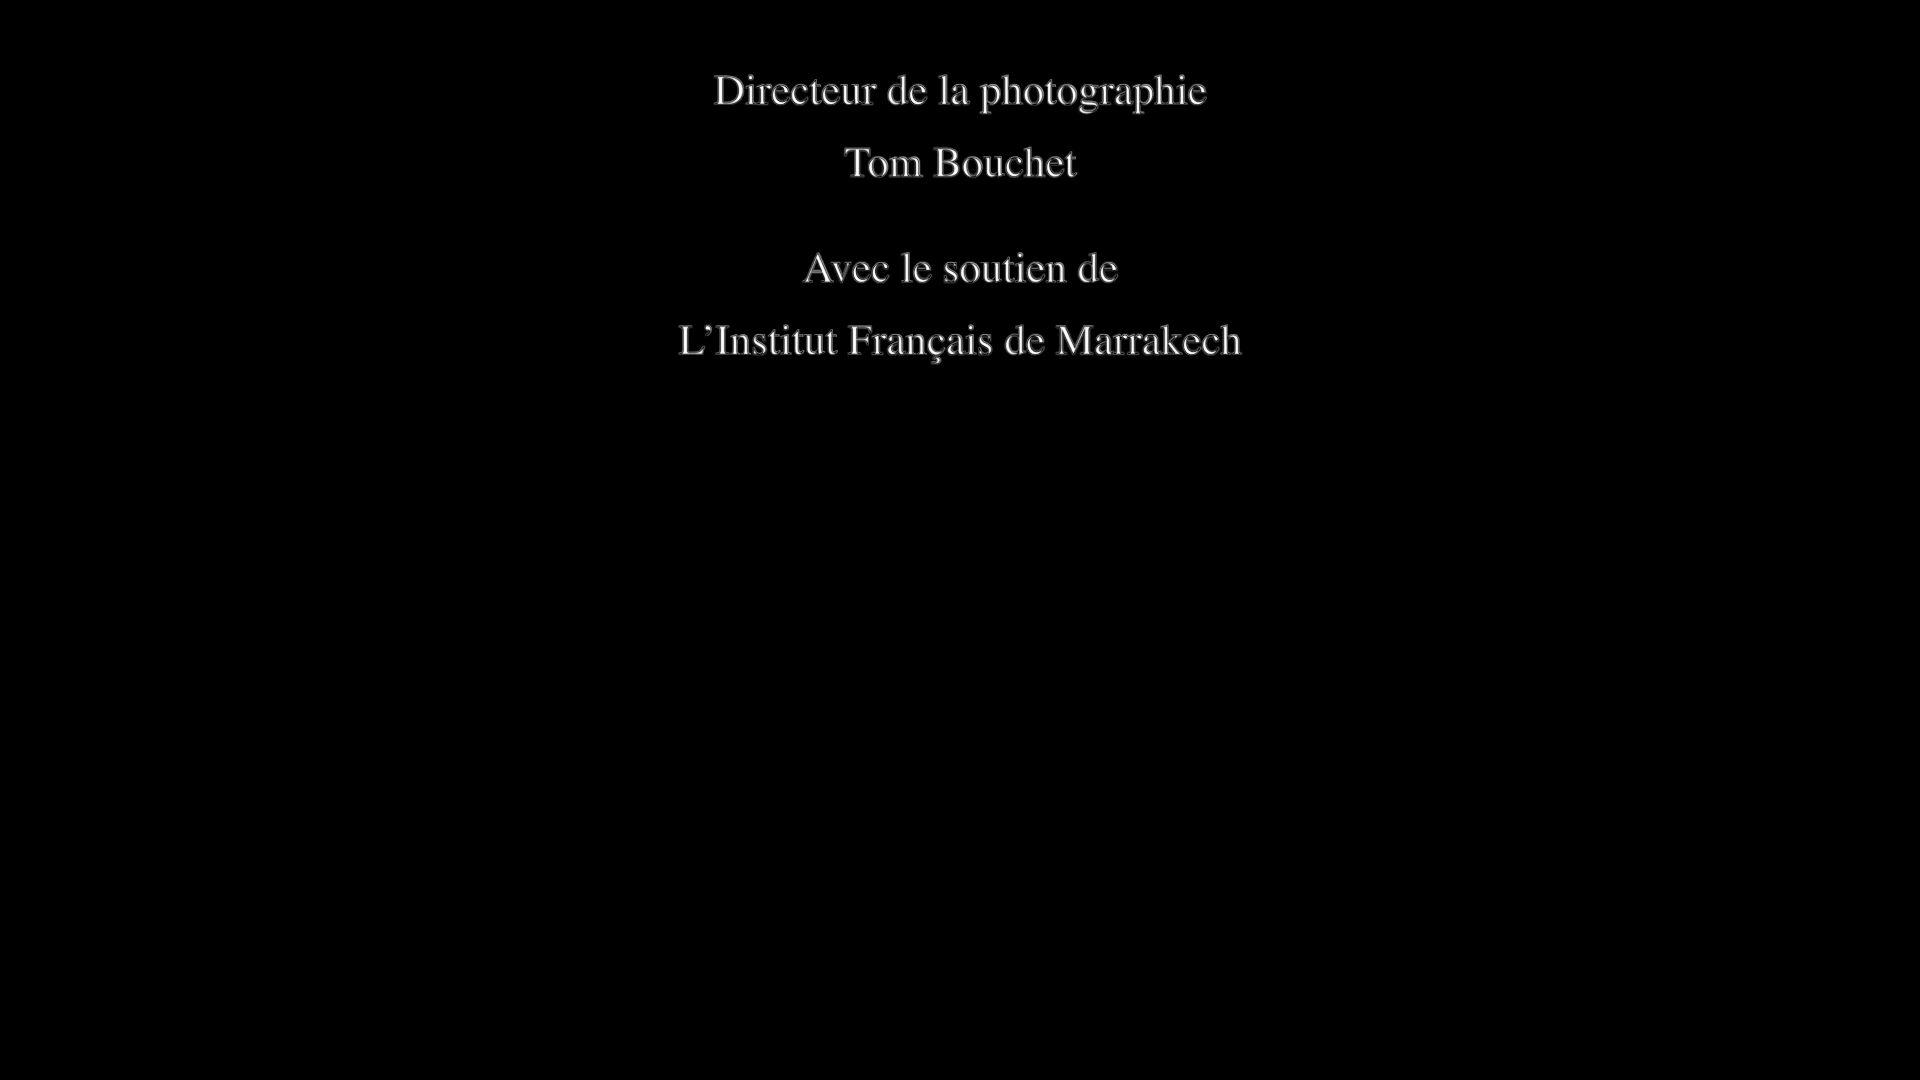 Directeur de la photographie
Tom Bouchet
Avec le soutien de
L’Institut Français de Marrakech